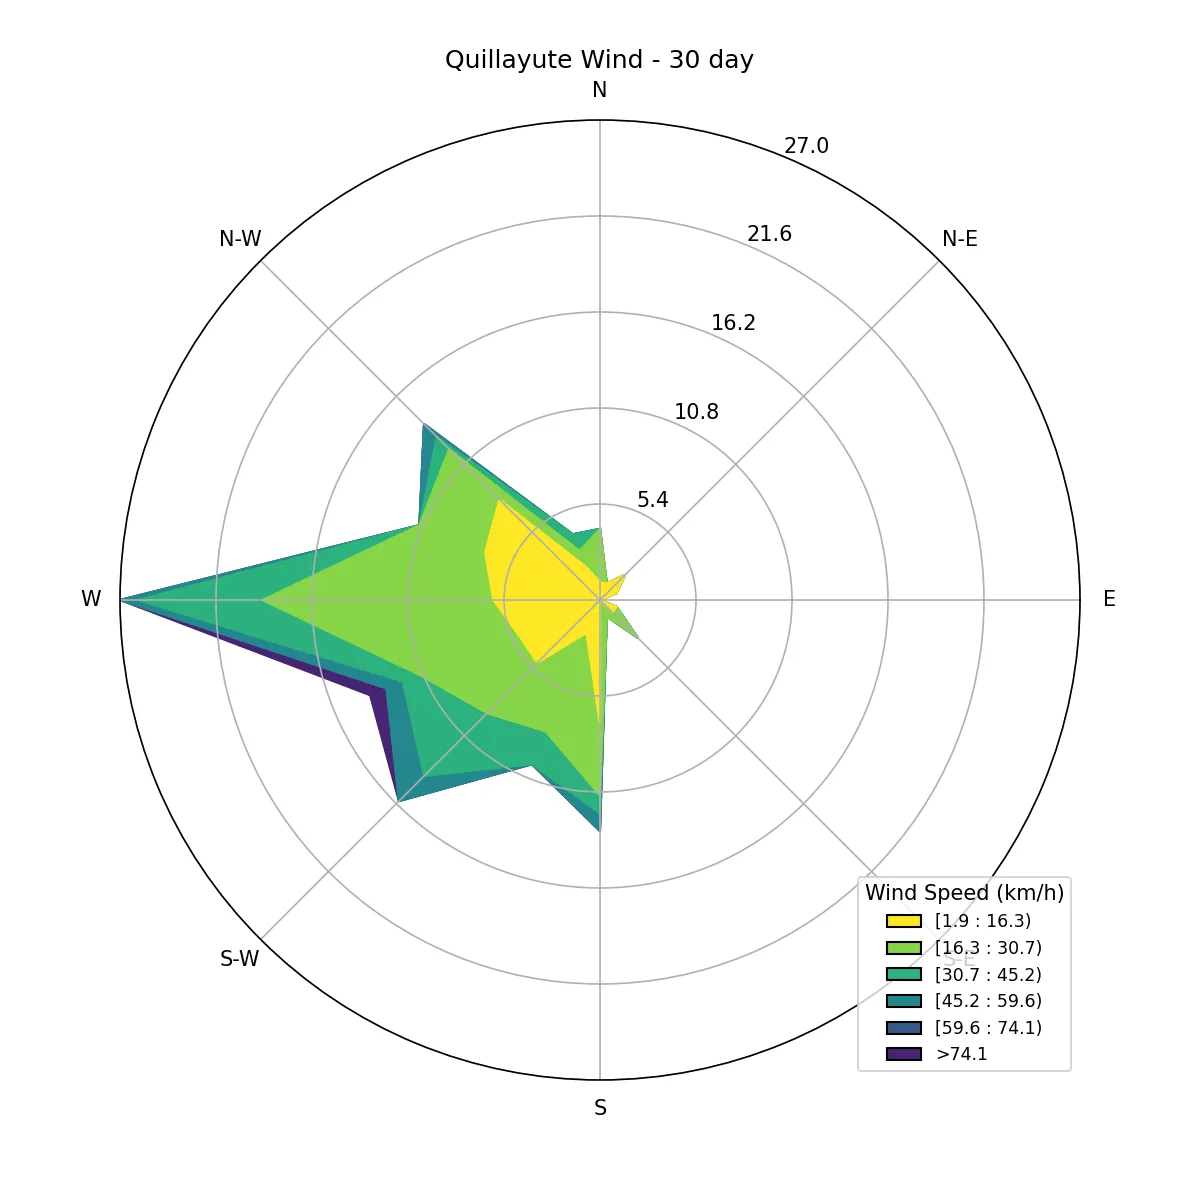 Quillayute Wind - 30 day
N
27.0
N-W
21.6
N-E
16.2
10.8
5.4
W
E
Wind Speed (km/h)
[1.9 : 16.3)
[16.3 : 30.7)
S-W
S-E
[30.7 : 45.2)
[45.2 : 59.6)
[59.6 : 74.1)
>74.1
S